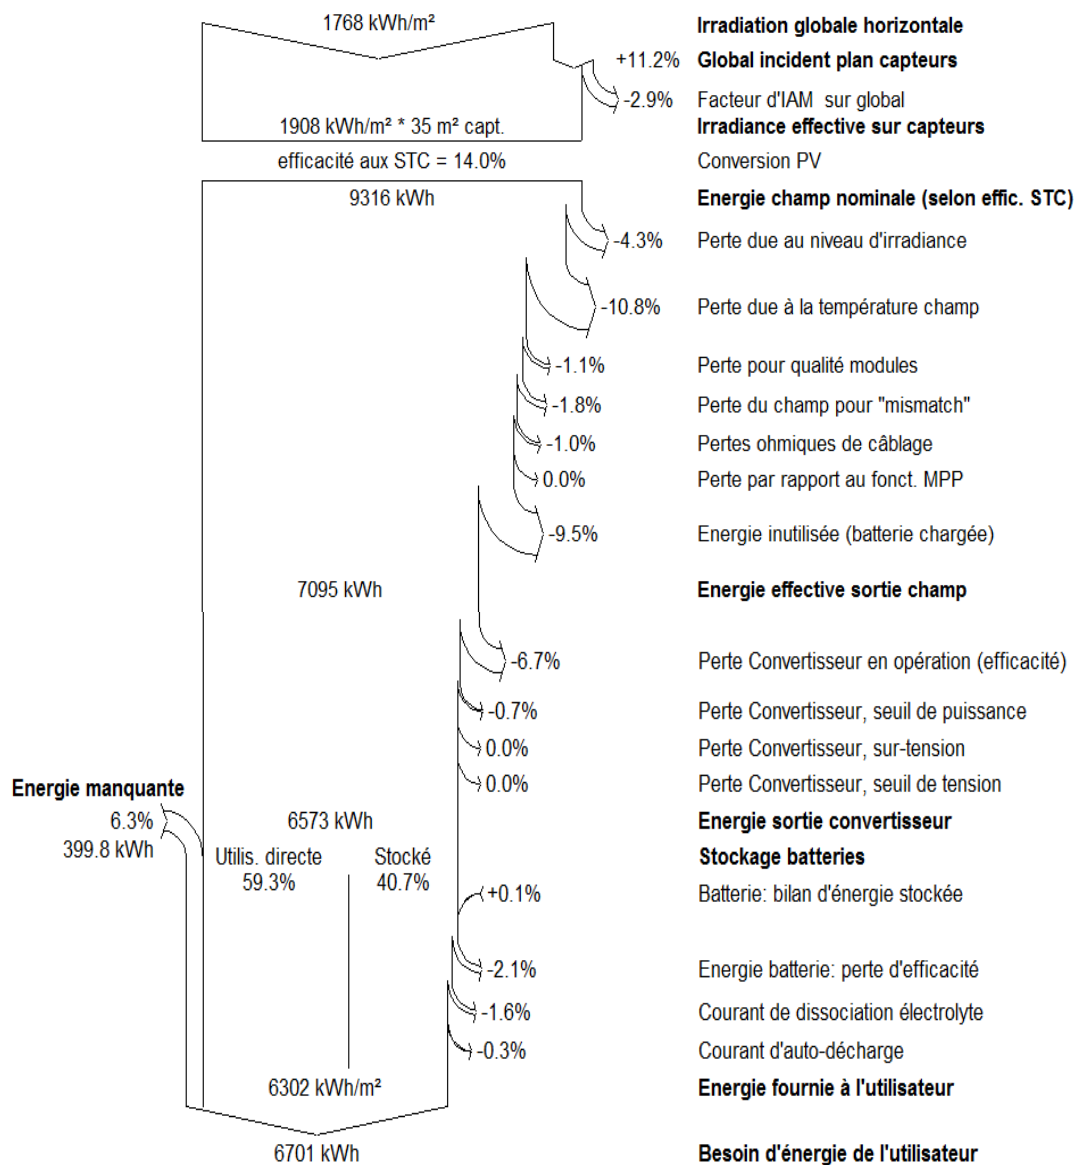 1768 kWh/m² Irradiation globale horizontale
+11.2% Global incident plan capteurs
-2.9% Facteur d'IAM sur global
1908 kWh/m² * 35 m² capt. Irradiance effective sur capteurs
efficacité aux STC = 14.0% Conversion PV
9316 kWh Energie champ nominale (selon effic. STC)
-4.3% Perte due au niveau d'irradiance
-10.8% Perte due à la température champ
-1.1% Perte pour qualité modules
-1.8% Perte du champ pour "mismatch"
-1.0% Pertes ohmiques de câblage
0.0% Perte par rapport au fonct. MPP
-9.5% Energie inutilisée (batterie chargée)
7095 kWh Energie effective sortie champ
-6.7% Perte Convertisseur en opération (efficacité)
-0.7% Perte Convertisseur, seuil de puissance
0.0% Perte Convertisseur, sur-tension
0.0% Perte Convertisseur, seuil de tension
Energie manquante
6.3% 6573 kWh Energie sortie convertisseur
399.8 kWh Utilis. directe Stocké Stockage batteries
59.3% 40.7% +0.1% Batterie: bilan d'énergie stockée
-2.1% Energie batterie: perte d'efficacité
-1.6% Courant de dissociation électrolyte
-0.3% Courant d'auto-décharge
6302 kWh/m² Energie fournie à l'utilisateur
6701 kWh Besoin d'énergie de l'utilisateur